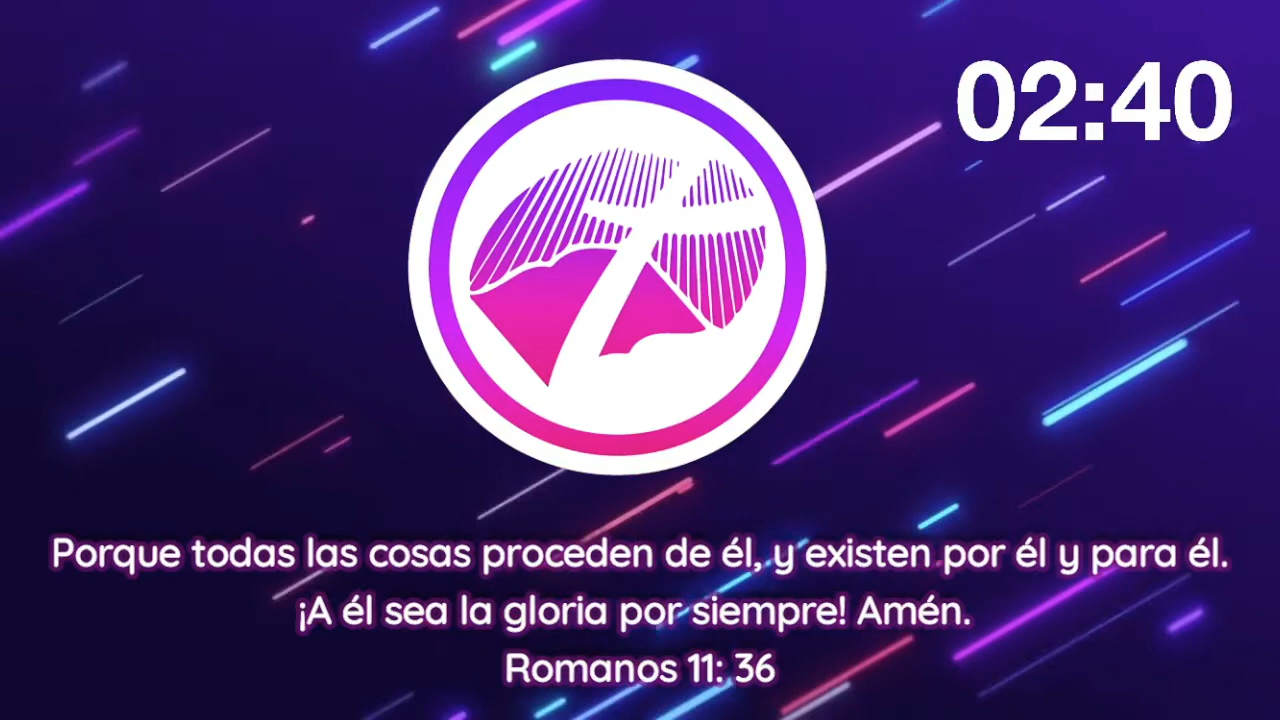 02:40
Porque todas las cosas proceden de él, y existen por él y para él.
¡A él sea la gloria por siempre! Amén.
Romanos 11: 36